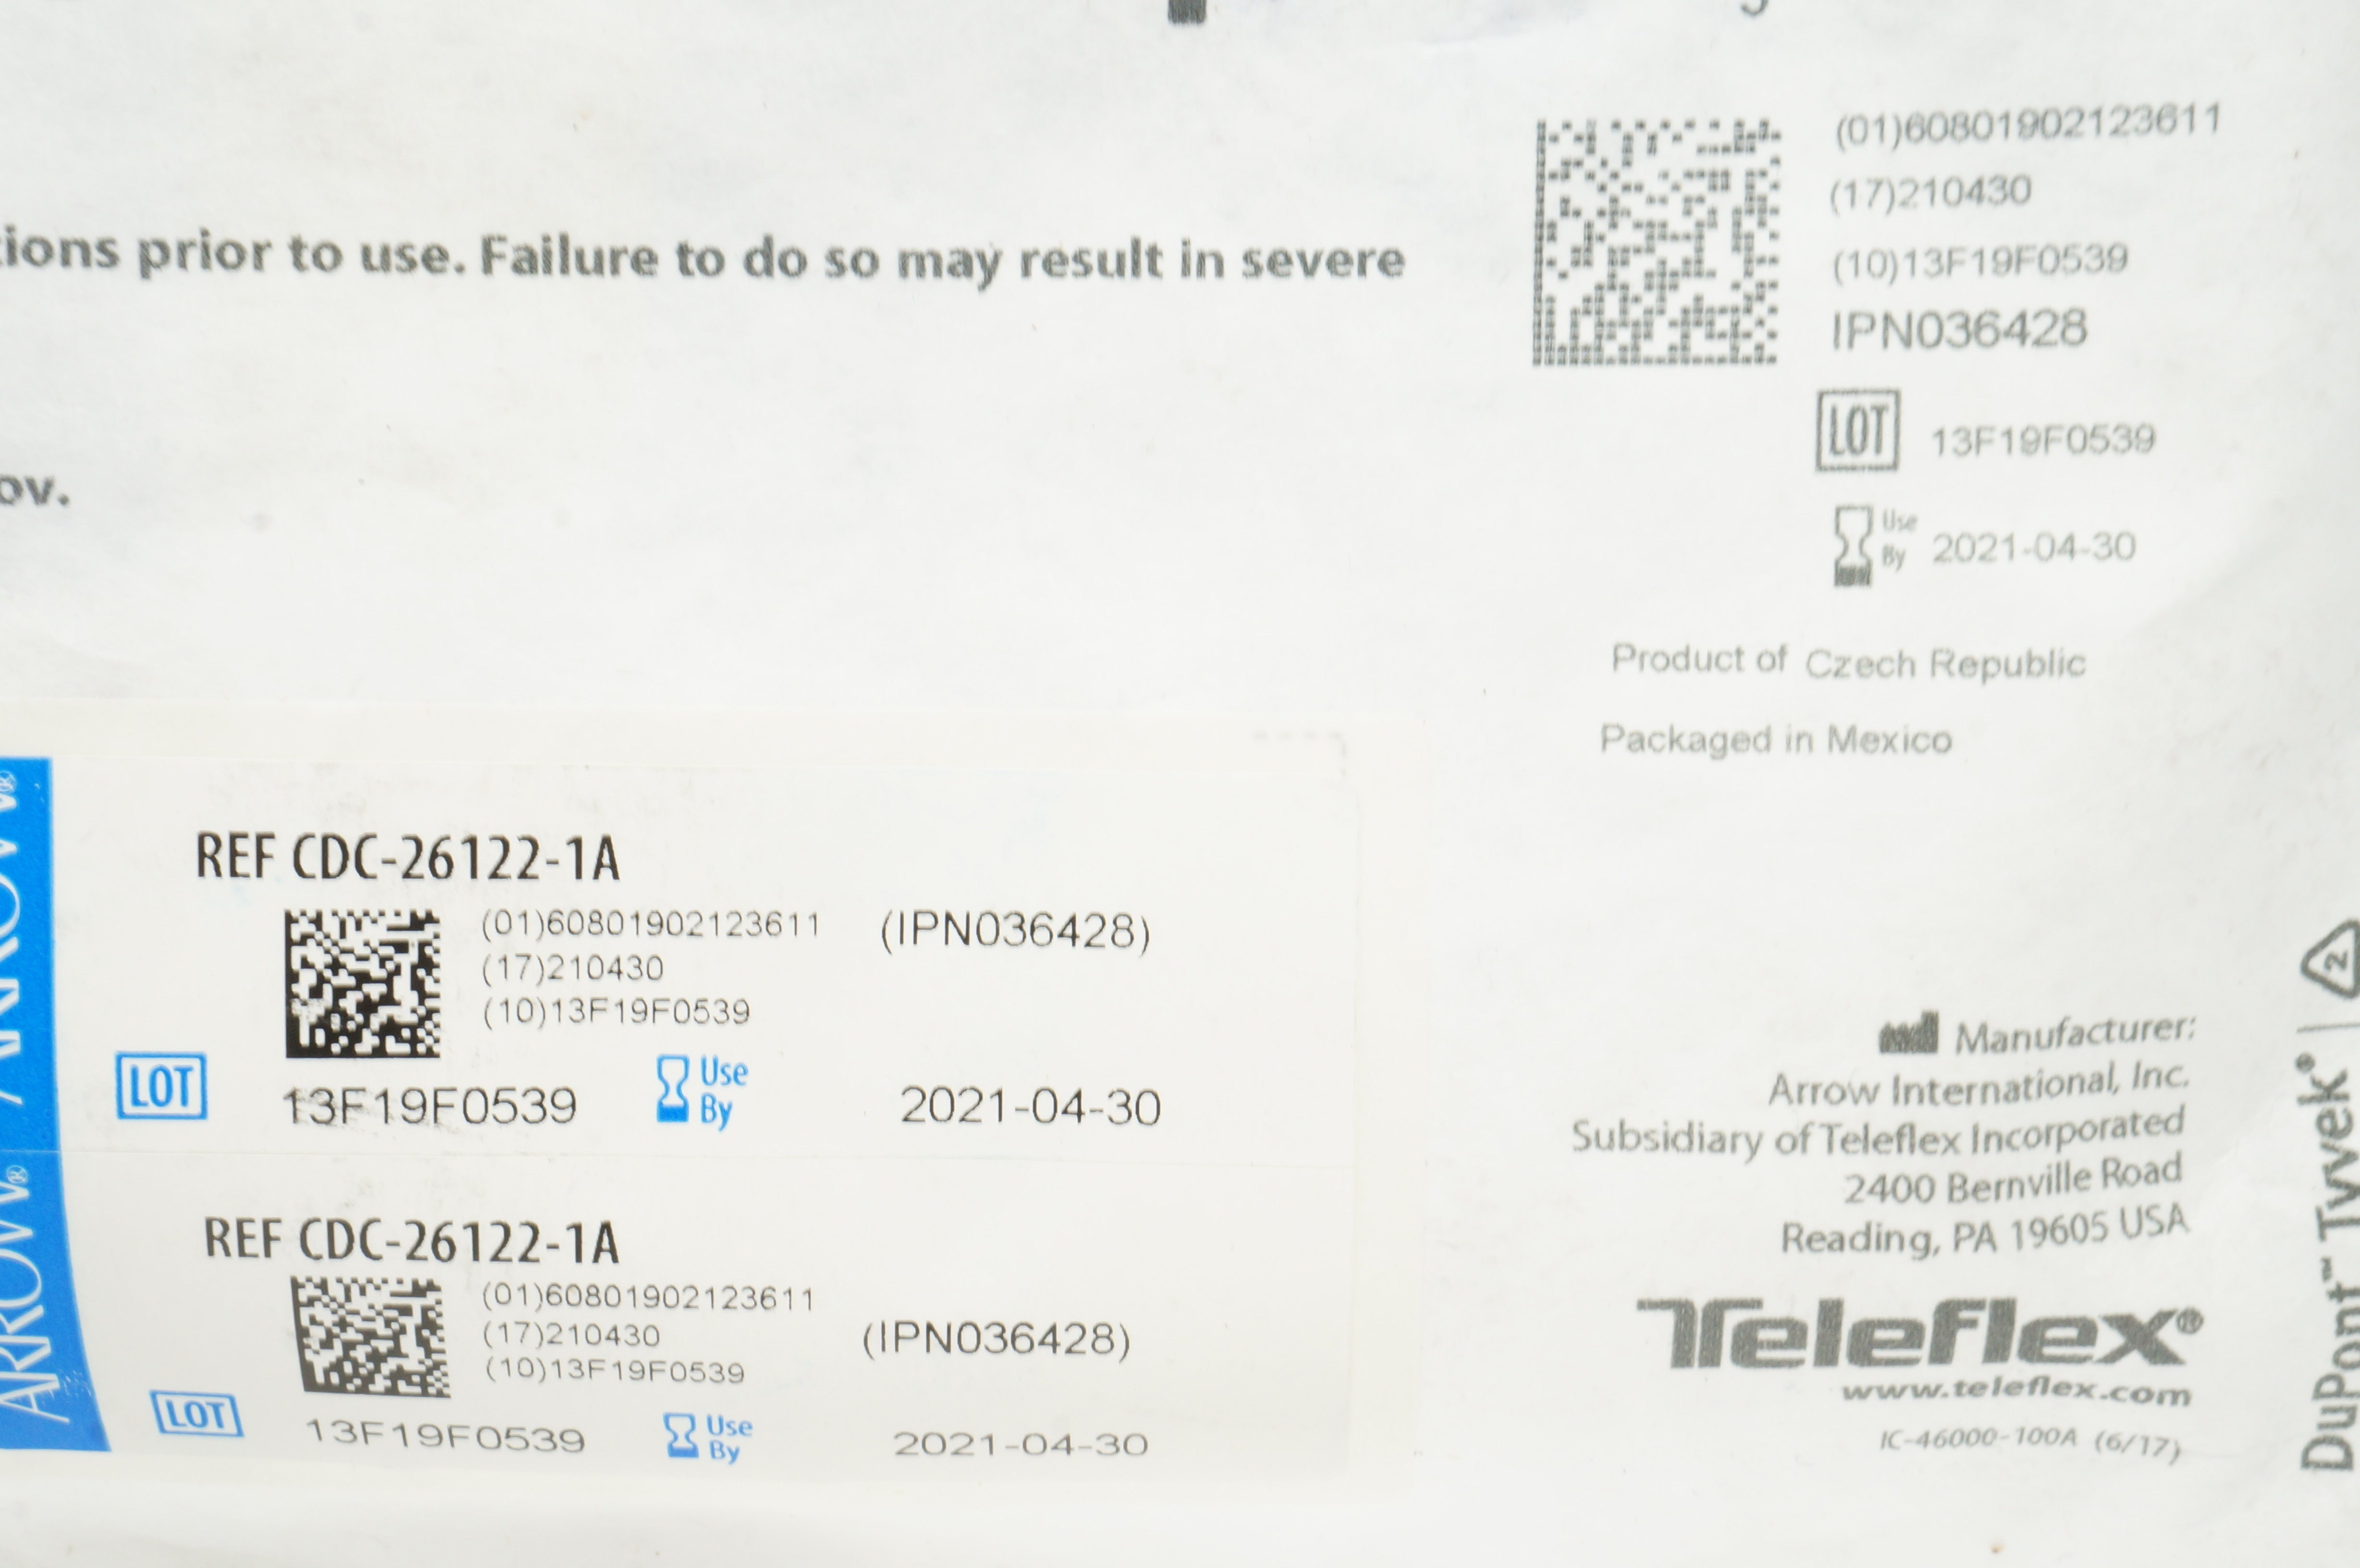 ions prior to use. Failure to do so may result in severe
ov.
(01)60801902123611
(17)210430
(10)13F19F0539
IPN036428
LOT 13F19F0539
Use By 2021-04-30
Product of Czech Republic
Packaged in Mexico
ARROW®
REF CDC-26122-1A
(01)60801902123611 (IPN036428)
(17)210430
(10)13F19F0539
LOT 13F19F0539 Use By 2021-04-30
ARROW®
REF CDC-26122-1A
(01)60801902123611
(17)210430 (IPN036428)
(10)13F19F0539
LOT 13F19F0539 Use By 2021-04-30
Manufacturer:
Arrow International, Inc.
Subsidiary of Teleflex Incorporated
2400 Bernville Road
Reading, PA 19605 USA
Teleflex®
www.teleflex.com
IC-46000-100A (6/17)
DuPont™ Tyvek® | 2